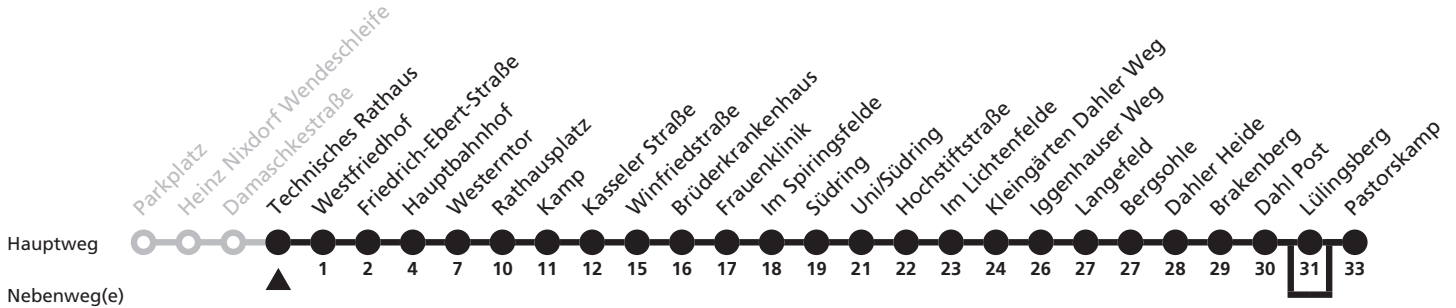 Parkplatz
Heinz Nixdorf Wendeschleife
Damaschkestraße
Technisches Rathaus
Westfriedhof
Friedrich-Ebert-Straße
Hauptbahnhof
Westerntor
Rathausplatz
Kamp
Kasseler Straße
Winfriedstraße
Brüderkrankenhaus
Frauenklinik
Im Spiringsfelde
Südring
Uni/Südring
Hochstiftstraße
Im Lichtenfelde
Kleingärten Dahler Weg
Iggenhauser Weg
Langefeld
Bergsohle
Dahler Heide
Brakenberg
Dahl Post
Lülingsberg
Pastorskamp
Hauptweg
1 2 4 7 10 11 12 15 16 17 18 19 21 22 23 24 26 27 27 28 29 30 31 33
Nebenweg(e)